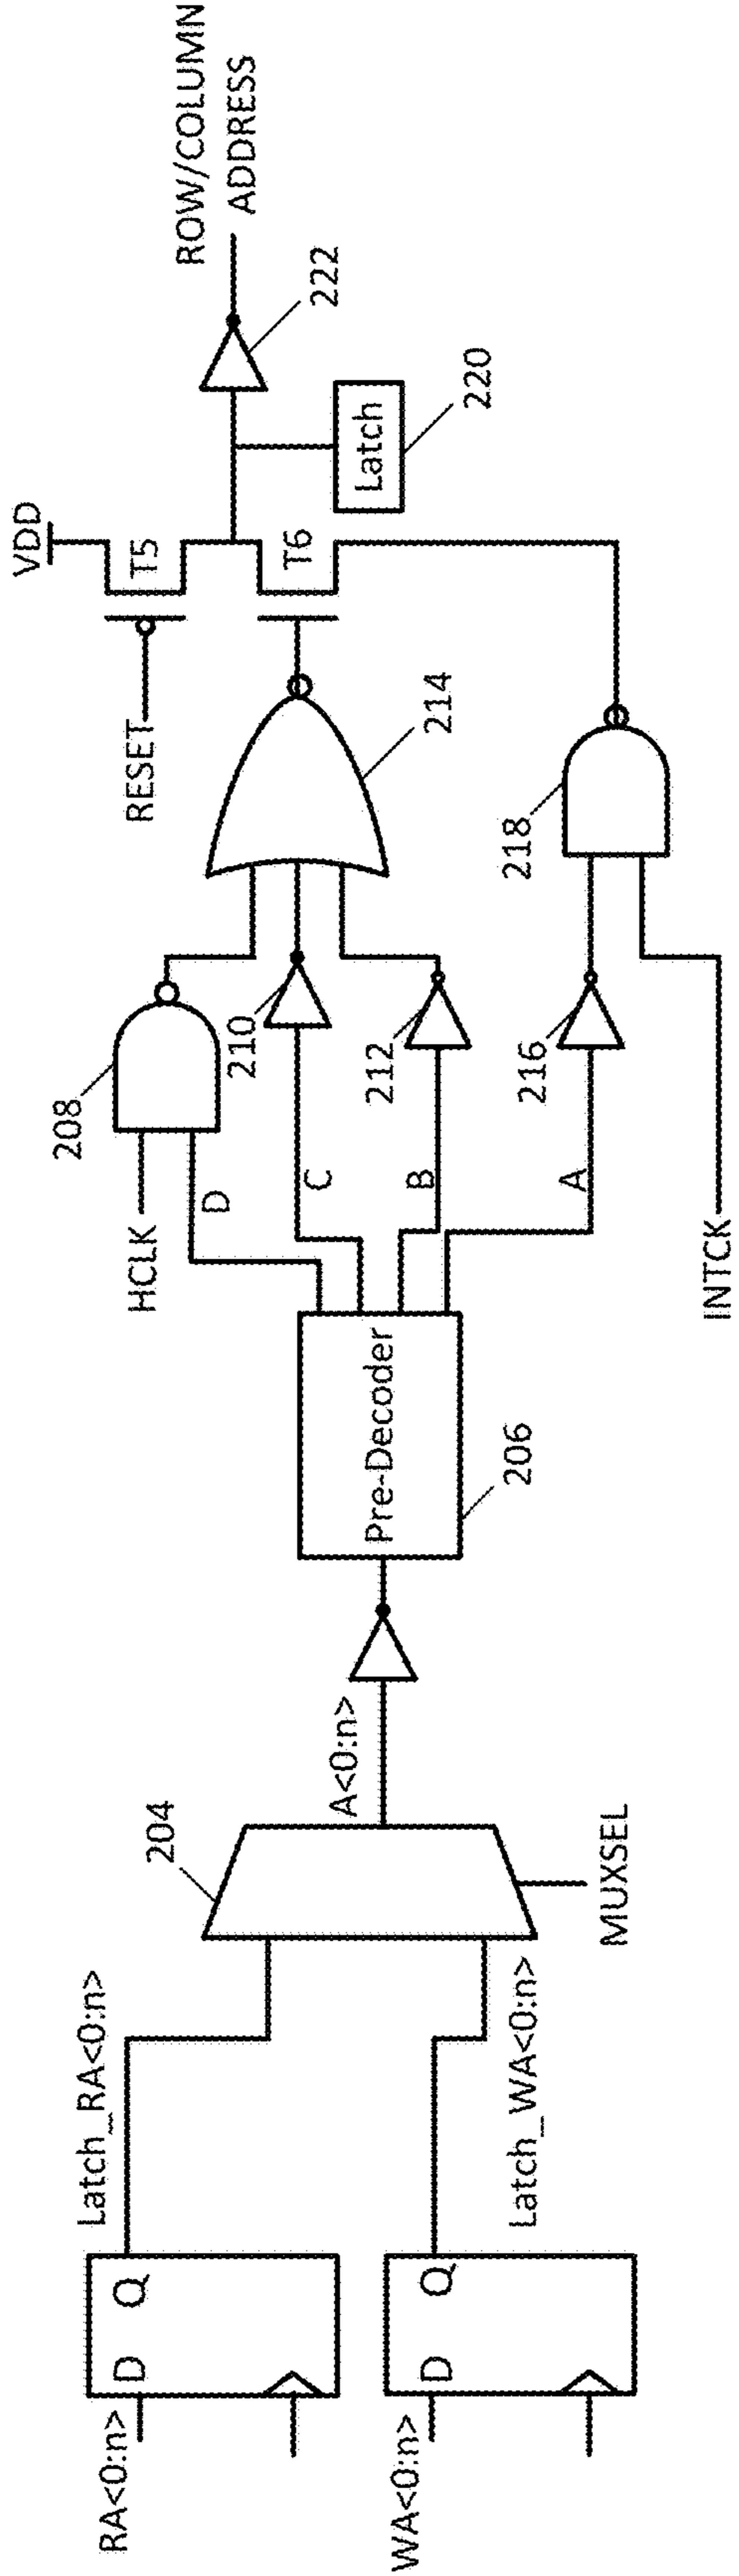 RA<0:n>
D
Q
Latch_RA<0:n>
WA<0:n>
D
Q
Latch_WA<0:n>
204
MUXSEL
A<0:n>
Pre-Decoder
206
HCLK
D
C
B
A
INTCK
208
210
212
216
214
218
RESET
VDD
T5
T6
Latch
220
222
ROW/COLUMN
ADDRESS